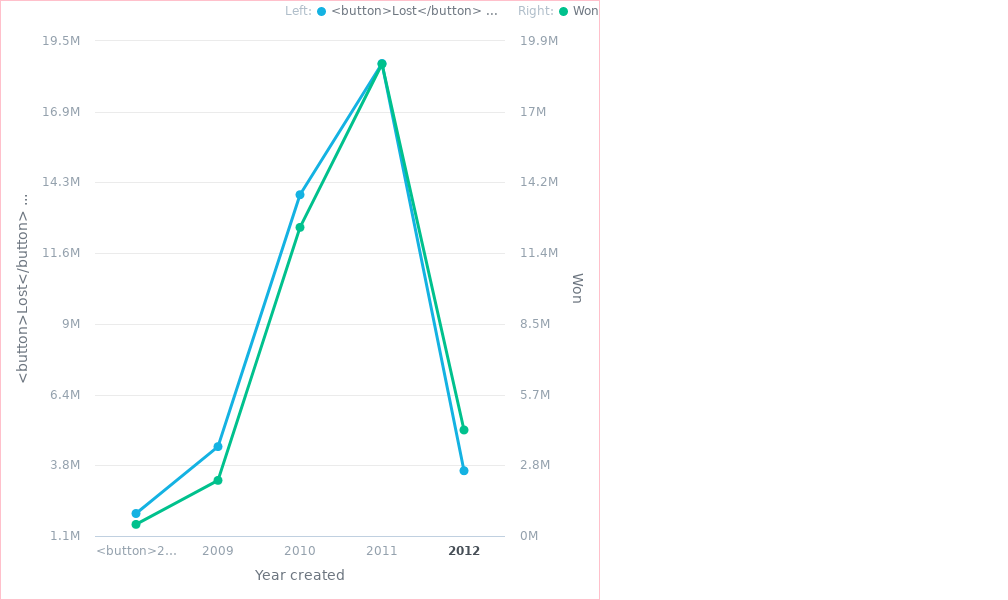 Left: <button>Lost</button> ... Right: Won
19.5M 19.9M
16.9M 17M
14.3M 14.2M
11.6M 11.4M
9M 8.5M
6.4M 5.7M
3.8M 2.8M
1.1M 0M
<button>Lost</button> ...
Won
<button>2... 2009 2010 2011 2012
Year created